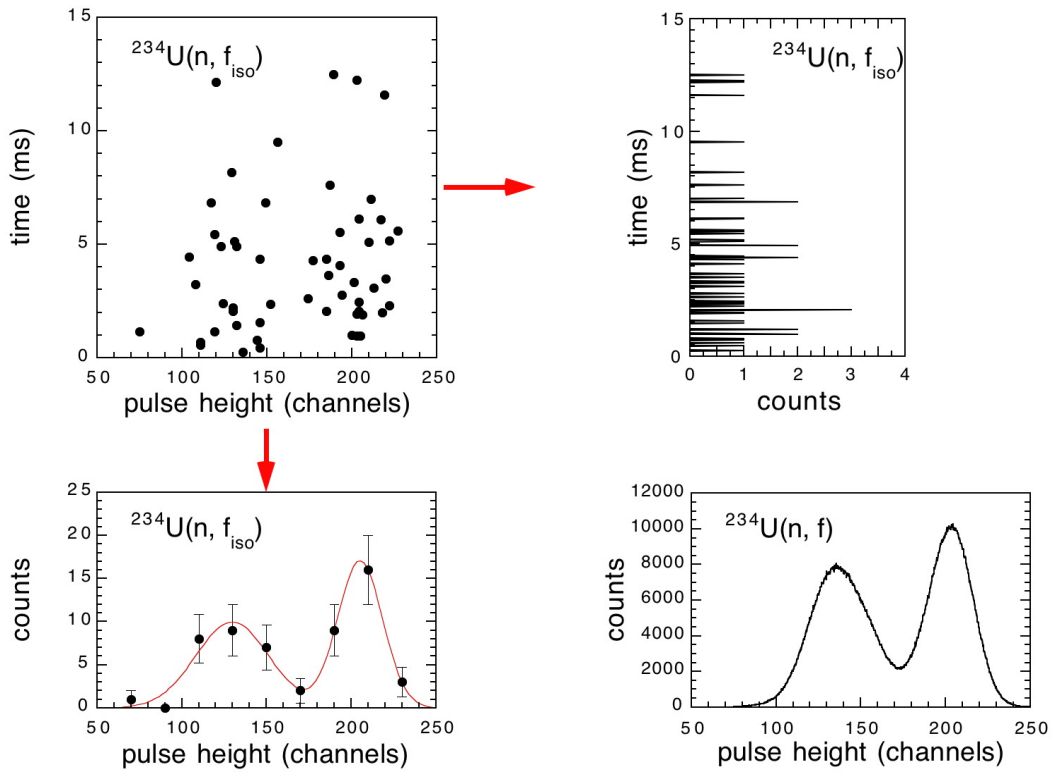 15
10
5
0
time (ms)
234U(n, fiso)
50 100 150 200 250
pulse height (channels)
15
10
5
0
time (ms)
234U(n, fiso)
0 1 2 3 4
counts
25
20
15
10
5
0
counts
234U(n, fiso)
50 100 150 200 250
pulse height (channels)
12000
10000
8000
6000
4000
2000
0
counts
234U(n, f)
50 100 150 200 250
pulse height (channels)